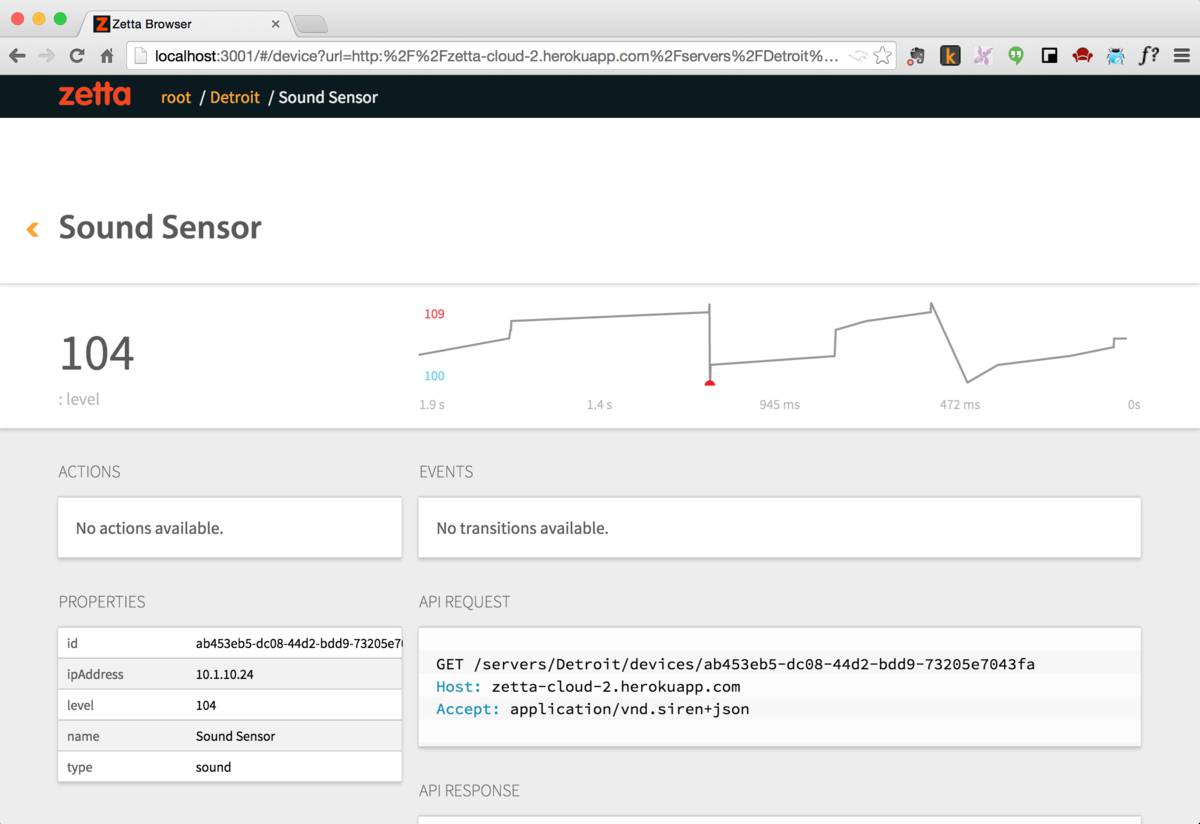 Zetta Browser
localhost:3001/#/device?url=http:%2F%2Fzetta-cloud-2.herokuapp.com%2Fservers%2FDetroit%...
k
f?
zetta root / Detroit / Sound Sensor
Sound Sensor
104
: level
109
100
1.9 s 1.4 s 945 ms 472 ms 0s
ACTIONS
No actions available.
EVENTS
No transitions available.
PROPERTIES
id ab453eb5-dc08-44d2-bdd9-73205e70
ipAddress 10.1.10.24
level 104
name Sound Sensor
type sound
API REQUEST
GET /servers/Detroit/devices/ab453eb5-dc08-44d2-bdd9-73205e7043fa
Host: zetta-cloud-2.herokuapp.com
Accept: application/vnd.siren+json
API RESPONSE